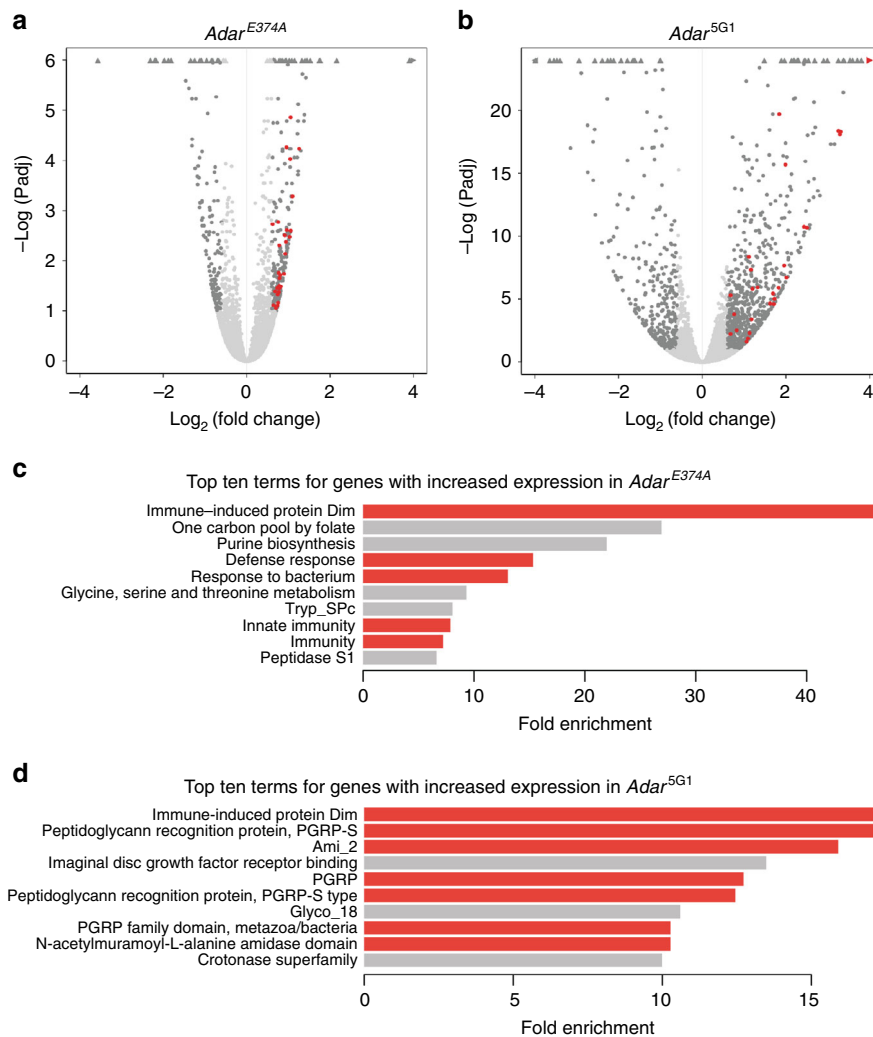 a
Adar E374A
6
5
4
3
2
1
0
–Log (Padj)
–4
–2
0
2
4
Log2 (fold change)
b
Adar 5G1
20
15
10
5
0
–Log (Padj)
–4
–2
0
2
4
Log2 (fold change)
c
Top ten terms for genes with increased expression in Adar E374A
Immune–induced protein Dim
One carbon pool by folate
Purine biosynthesis
Defense response
Response to bacterium
Glycine, serine and threonine metabolism
Tryp_SPc
Innate immunity
Immunity
Peptidase S1
0
10
20
30
40
Fold enrichment
d
Top ten terms for genes with increased expression in Adar 5G1
Immune-induced protein Dim
Peptidoglycann recognition protein, PGRP-S
Ami_2
Imaginal disc growth factor receptor binding
PGRP
Peptidoglycann recognition protein, PGRP-S type
Glyco_18
PGRP family domain, metazoa/bacteria
N-acetylmuramoyl-L-alanine amidase domain
Crotonase superfamily
0
5
10
15
Fold enrichment